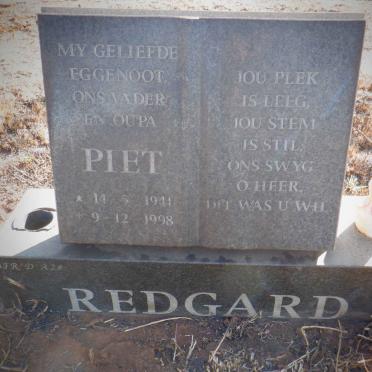 MY GELIEFDE
EGGENOOT,
ONS VADER
EN OUPA
PIET
* 14-5-1941
+ 9-12-1998
JOU PLEK
IS LEEG,
JOU STEM
IS STIL,
ONS SWYG
O HEER,
DIT WAS U WIL
REDGARD